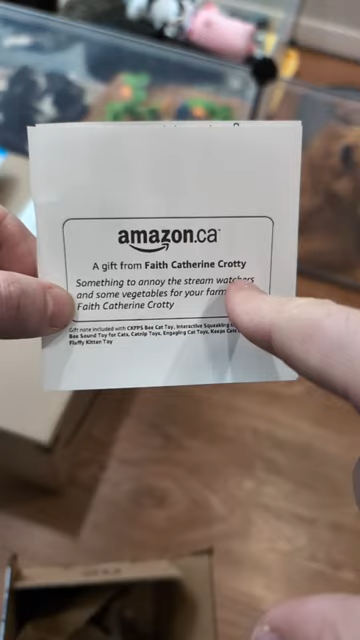 amazon.ca
A gift from Faith Catherine Crotty
Something to annoy the stream watchers
and some vegetables for your farm
Faith Catherine Crotty
Gift note included with CKPPS Bee Cat Toy, Interactive Squeaking
Bee Sound Toy for Cats, Catnip Toys, Engaging Cat Toys, Keeps Cats
Fluffy Kitten Toy